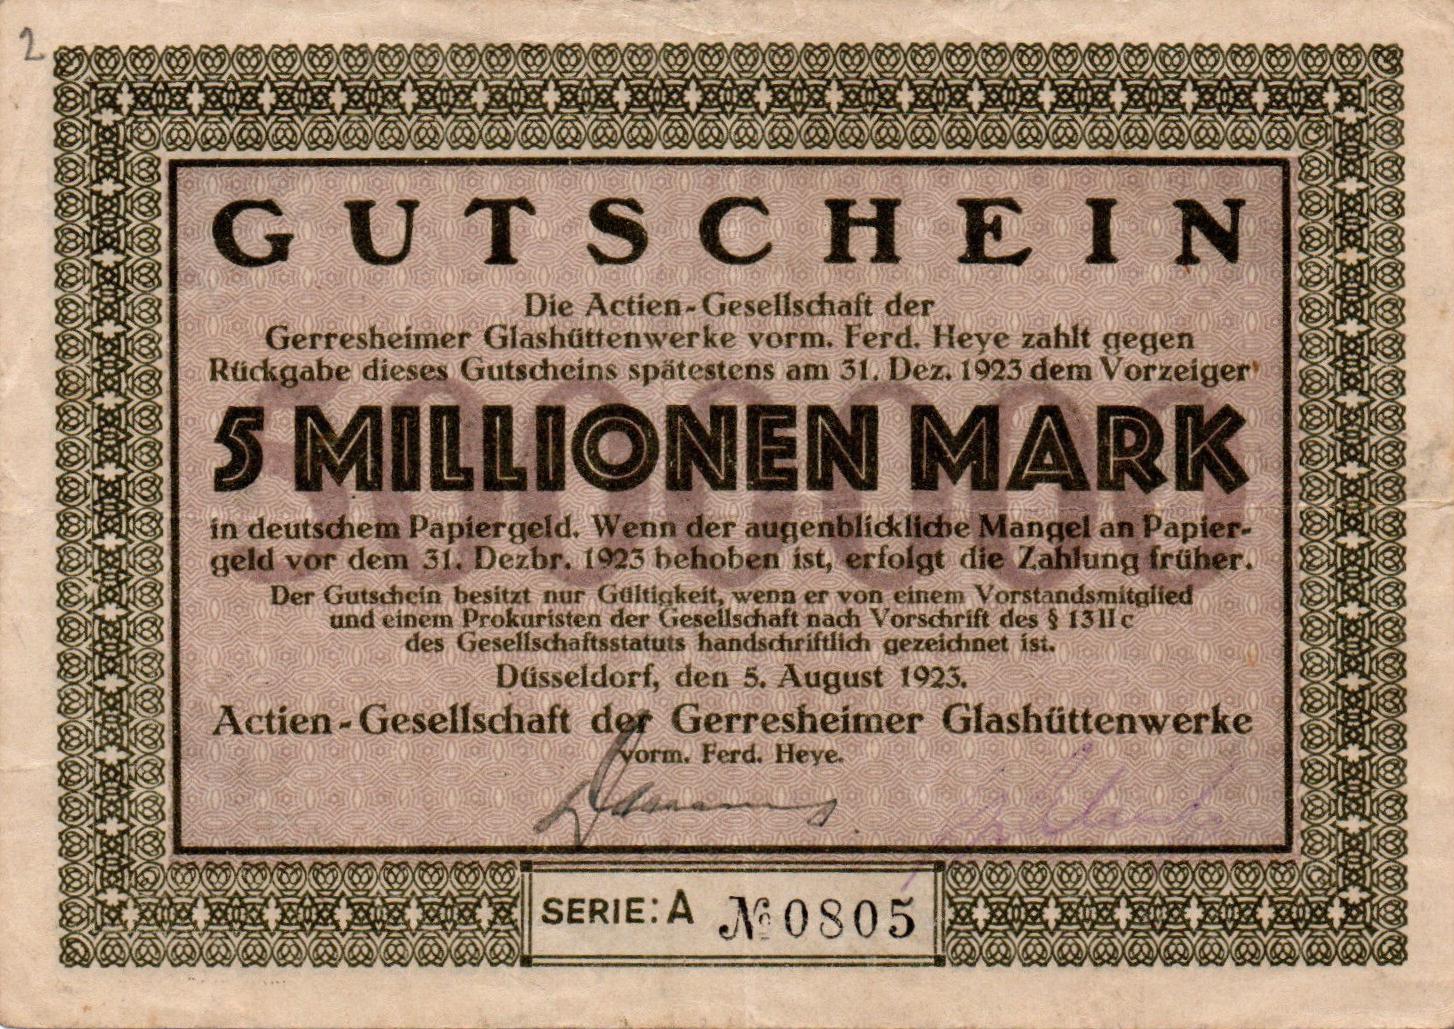 2
GUTSCHEIN
Die Actien-Gesellschaft der
Gerresheimer Glashüttenwerke vorm. Ferd. Heye zahlt gegen
Rückgabe dieses Gutscheins spätestens am 31. Dez. 1923 dem Vorzeiger
5000000
5 MILLIONEN MARK
in deutschem Papiergeld. Wenn der augenblickliche Mangel an Papier-
geld vor dem 31. Dezbr. 1923 behoben ist, erfolgt die Zahlung früher.
Der Gutschein besitzt nur Gültigkeit, wenn er von einem Vorstandsmitglied
und einem Prokuristen der Gesellschaft nach Vorschrift des § 13 II c
des Gesellschaftsstatuts handschriftlich gezeichnet ist.
Düsseldorf, den 5. August 1923.
Actien-Gesellschaft der Gerresheimer Glashüttenwerke
vorm. Ferd. Heye.
SERIE: A № 0805